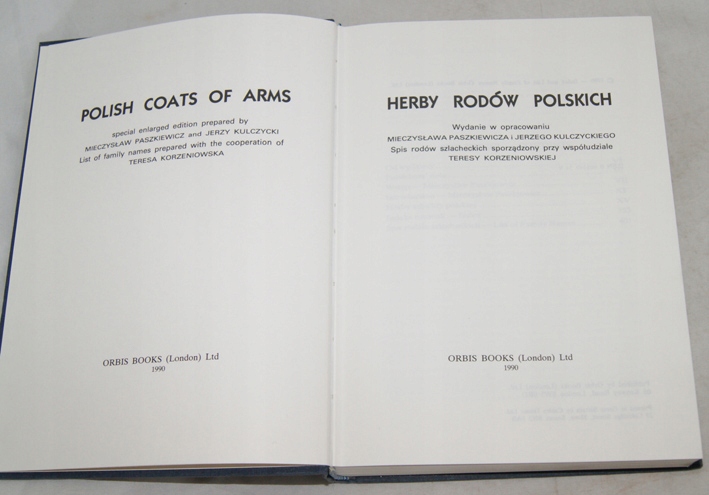 POLISH COATS OF ARMS
special enlarged edition prepared by
MIECZYSŁAW PASZKIEWICZ and JERZY KULCZYCKI
List of family names prepared with the cooperation of
TERESA KORZENIOWSKA
ORBIS BOOKS (London) Ltd
1990
HERBY RODÓW POLSKICH
Wydanie w opracowaniu
MIECZYSŁAWA PASZKIEWICZA i JERZEGO KULCZYCKIEGO
Spis rodów szlacheckich sporządzony przy współudziale
TERESY KORZENIOWSKIEJ
ORBIS BOOKS (London) Ltd
1990